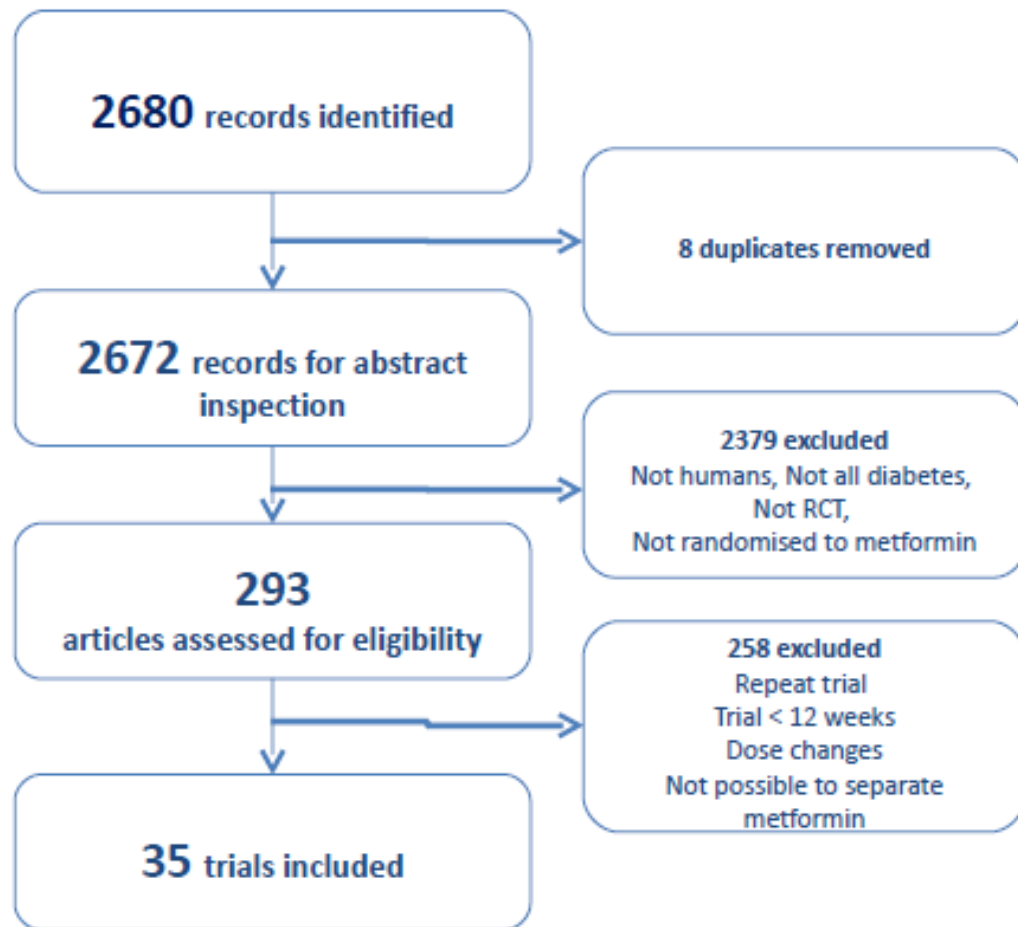 2680 records identified
8 duplicates removed
2672 records for abstract
inspection
2379 excluded
Not humans, Not all diabetes,
Not RCT,
Not randomised to metformin
293
articles assessed for eligibility
258 excluded
Repeat trial
Trial < 12 weeks
Dose changes
Not possible to separate
metformin
35 trials included